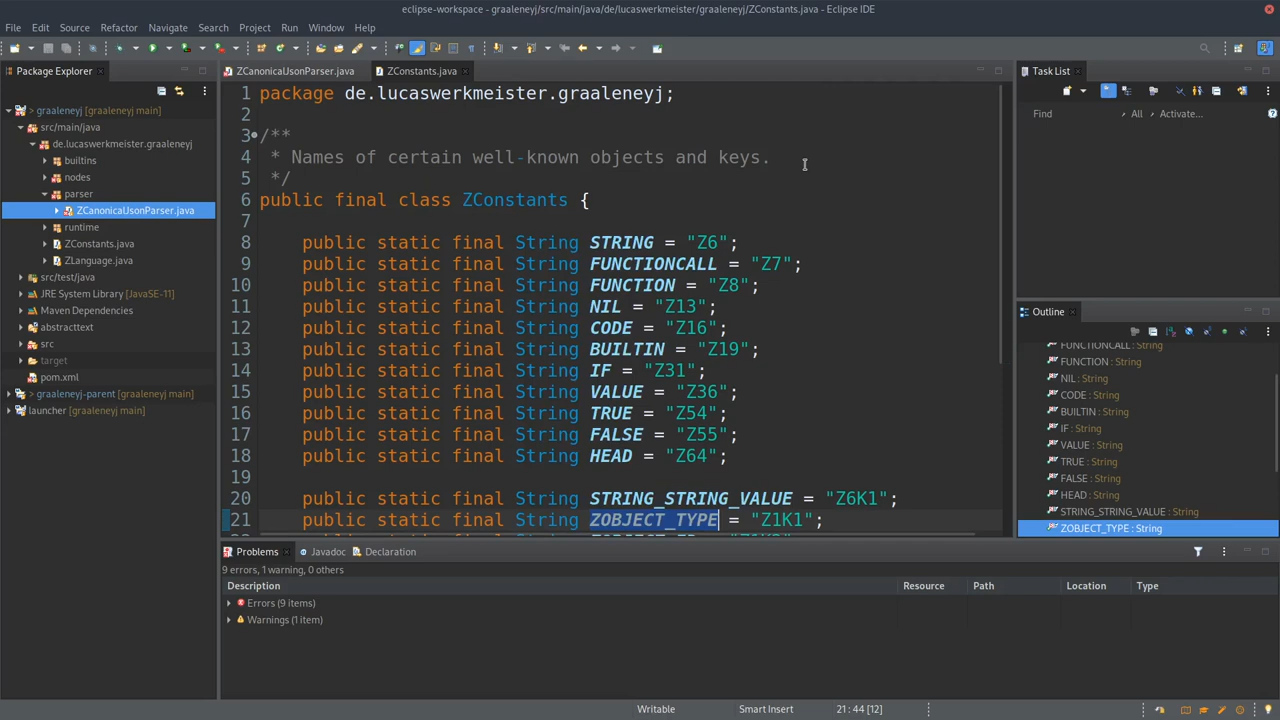 eclipse-workspace - graaleneyj/src/main/java/de/lucaswerkmeister/graaleneyj/ZConstants.java - Eclipse IDE
File Edit Source Refactor Navigate Search Project Run Window Help
Package Explorer
> graaleneyj [graaleneyj main]
src/main/java
de.lucaswerkmeister.graaleneyj
builtins
nodes
parser
ZCanonicalJsonParser.java
runtime
ZConstants.java
ZLanguage.java
src/test/java
JRE System Library [JavaSE-11]
Maven Dependencies
abstracttext
src
target
pom.xml
> graaleneyj-parent [graaleneyj main]
launcher [graaleneyj main]
ZCanonicalJsonParser.java
ZConstants.java
1 package de.lucaswerkmeister.graaleneyj;
2
3 /**
4 * Names of certain well-known objects and keys.
5 */
6 public final class ZConstants {
7
8 public static final String STRING = "Z6";
9 public static final String FUNCTIONCALL = "Z7";
10 public static final String FUNCTION = "Z8";
11 public static final String NIL = "Z13";
12 public static final String CODE = "Z16";
13 public static final String BUILTIN = "Z19";
14 public static final String IF = "Z31";
15 public static final String VALUE = "Z36";
16 public static final String TRUE = "Z54";
17 public static final String FALSE = "Z55";
18 public static final String HEAD = "Z64";
19
20 public static final String STRING_STRING_VALUE = "Z6K1";
21 public static final String ZOBJECT_TYPE = "Z1K1";
Task List
Find All Activate...
Outline
FUNCTIONCALL : String
FUNCTION : String
NIL : String
CODE : String
BUILTIN : String
IF : String
VALUE : String
TRUE : String
FALSE : String
HEAD : String
STRING_STRING_VALUE : String
ZOBJECT_TYPE : String
Problems Javadoc Declaration
9 errors, 1 warning, 0 others
Description Resource Path Location Type
Errors (9 items)
Warnings (1 item)
Writable Smart Insert 21 : 44 [12]